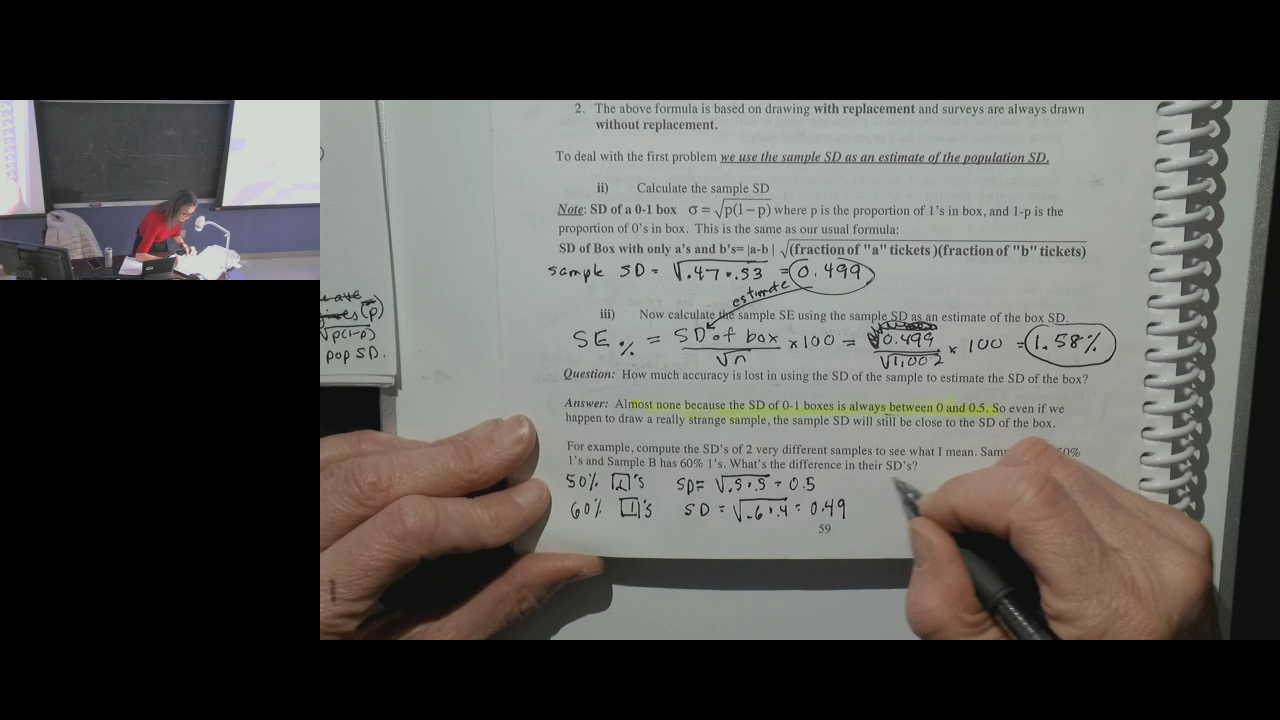 2. The above formula is based on drawing with replacement and surveys are always drawn
without replacement.
To deal with the first problem we use the sample SD as an estimate of the population SD.
ii) Calculate the sample SD
Note: SD of a 0-1 box σ = √p(1−p) where p is the proportion of 1's in box, and 1-p is the
proportion of 0's in box. This is the same as our usual formula:
SD of Box with only a's and b's= |a-b | √(fraction of "a" tickets )(fraction of "b" tickets)
sample SD = √.47 * .53 = 0.499
estimate
iii) Now calculate the sample SE using the sample SD as an estimate of the box SD.
SE % = SD of box / √n * 100 = 0.499 / √1,002 * 100 = 1.58%
Question: How much accuracy is lost in using the SD of the sample to estimate the SD of the box?
Answer: Almost none because the SD of 0-1 boxes is always between 0 and 0.5. So even if we
happen to draw a really strange sample, the sample SD will still be close to the SD of the box.
For example, compute the SD's of 2 very different samples to see what I mean.
1's and Sample B has 60% 1's. What's the difference in their SD's?
50% 1's SD= √.5 * .5 = 0.5
60% 1's SD = √.6 * .4 = 0.49
59
(p)
√p(1-p)
pop SD.